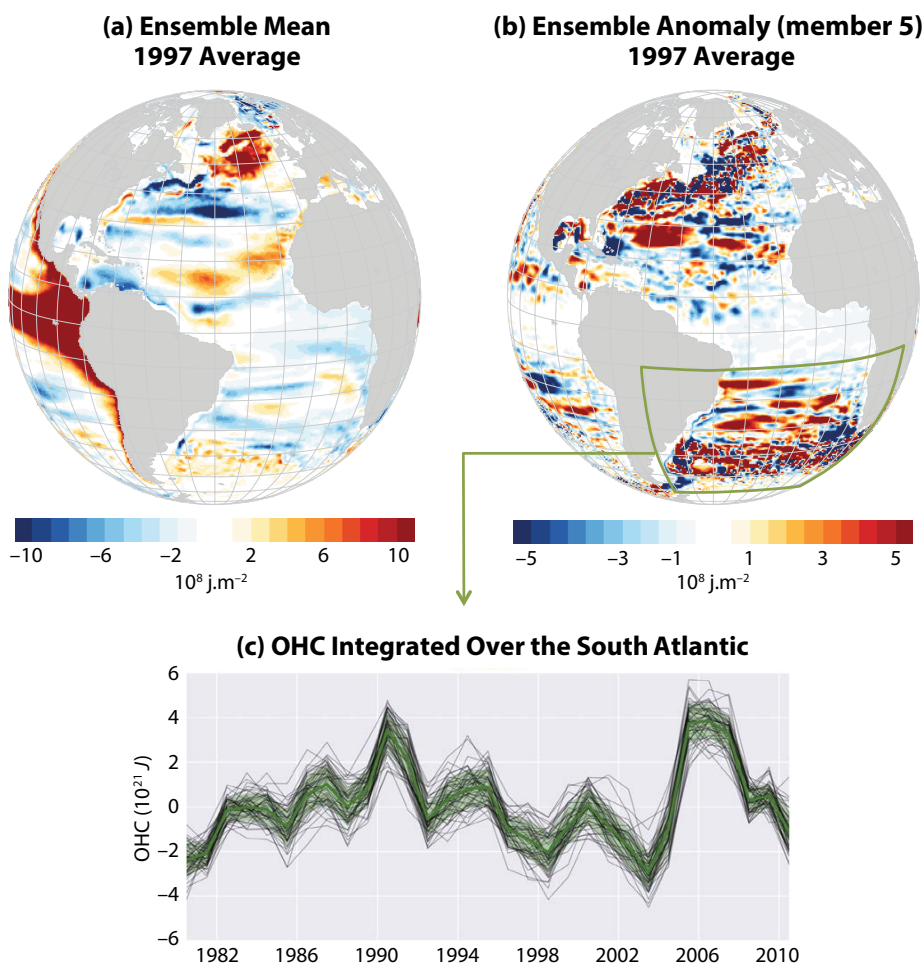 (a) Ensemble Mean
1997 Average
(b) Ensemble Anomaly (member 5)
1997 Average
−10 −6 −2 2 6 10
10⁸ j.m⁻²
−5 −3 −1 1 3 5
10⁸ j.m⁻²
(c) OHC Integrated Over the South Atlantic
OHC (10²¹ J)
6
4
2
0
−2
−4
−6
1982 1986 1990 1994 1998 2002 2006 2010